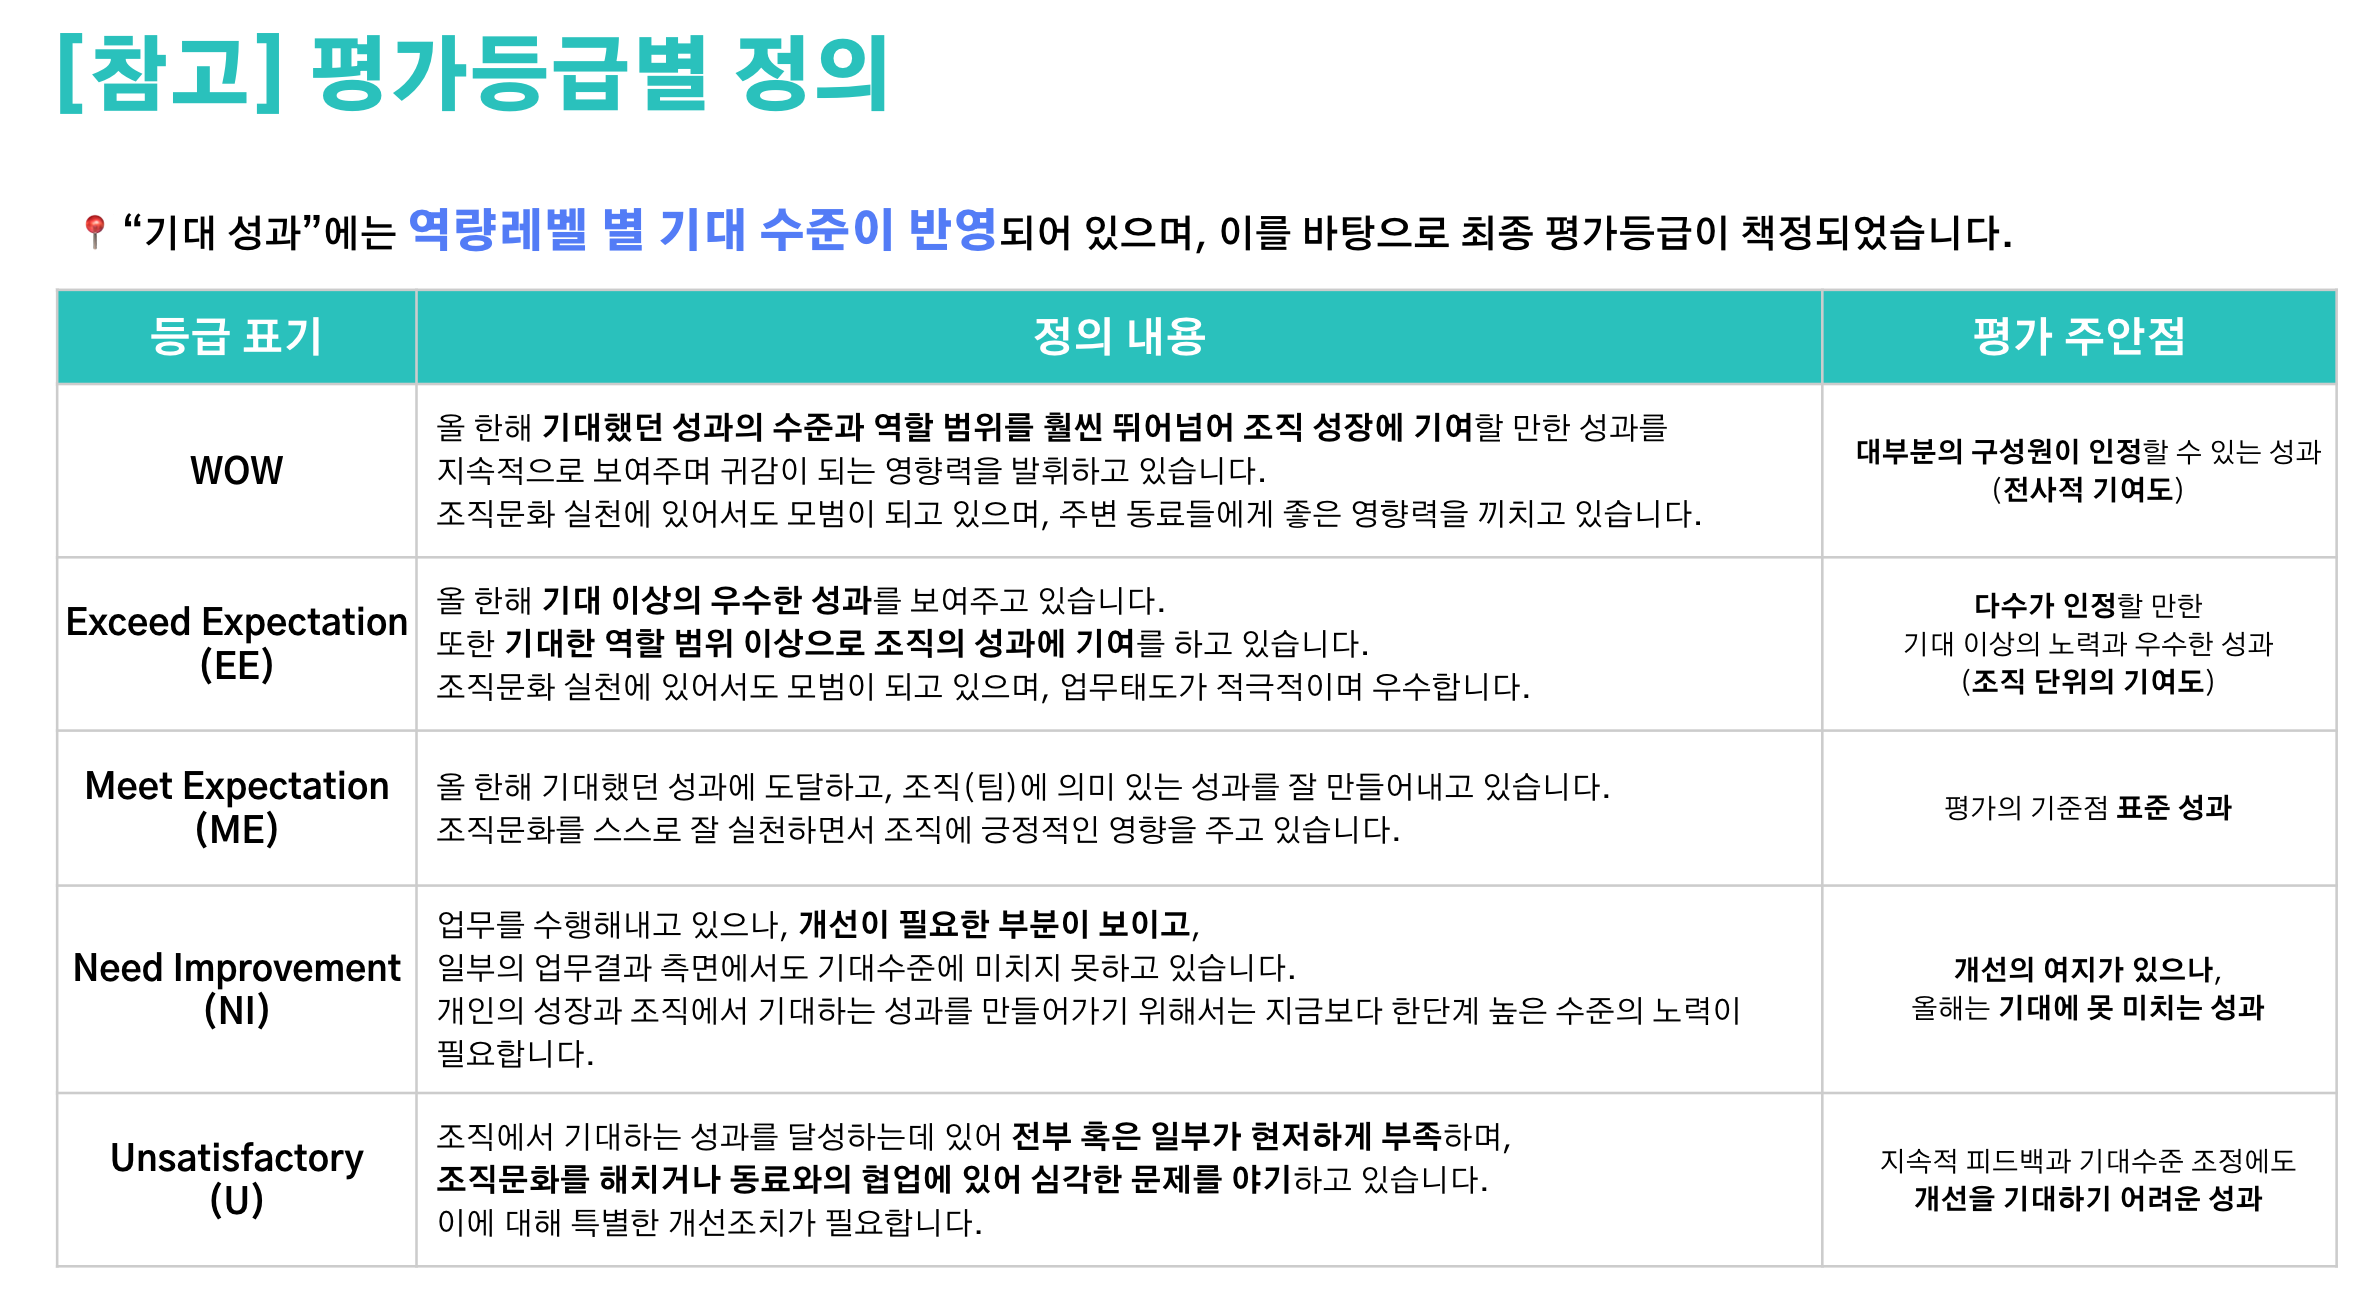 [참고] 평가등급별 정의
📍 “기대 성과”에는 역량레벨 별 기대 수준이 반영되어 있으며, 이를 바탕으로 최종 평가등급이 책정되었습니다.
등급 표기
정의 내용
평가 주안점
WOW
올 한해 기대했던 성과의 수준과 역할 범위를 훨씬 뛰어넘어 조직 성장에 기여할 만한 성과를
지속적으로 보여주며 귀감이 되는 영향력을 발휘하고 있습니다.
조직문화 실천에 있어서도 모범이 되고 있으며, 주변 동료들에게 좋은 영향력을 끼치고 있습니다.
대부분의 구성원이 인정할 수 있는 성과
(전사적 기여도)
Exceed Expectation
(EE)
올 한해 기대 이상의 우수한 성과를 보여주고 있습니다.
또한 기대한 역할 범위 이상으로 조직의 성과에 기여를 하고 있습니다.
조직문화 실천에 있어서도 모범이 되고 있으며, 업무태도가 적극적이며 우수합니다.
다수가 인정할 만한
기대 이상의 노력과 우수한 성과
(조직 단위의 기여도)
Meet Expectation
(ME)
올 한해 기대했던 성과에 도달하고, 조직(팀)에 의미 있는 성과를 잘 만들어내고 있습니다.
조직문화를 스스로 잘 실천하면서 조직에 긍정적인 영향을 주고 있습니다.
평가의 기준점 표준 성과
Need Improvement
(NI)
업무를 수행해내고 있으나, 개선이 필요한 부분이 보이고,
일부의 업무결과 측면에서도 기대수준에 미치지 못하고 있습니다.
개인의 성장과 조직에서 기대하는 성과를 만들어가기 위해서는 지금보다 한단계 높은 수준의 노력이
필요합니다.
개선의 여지가 있으나,
올해는 기대에 못 미치는 성과
Unsatisfactory
(U)
조직에서 기대하는 성과를 달성하는데 있어 전부 혹은 일부가 현저하게 부족하며,
조직문화를 해치거나 동료와의 협업에 있어 심각한 문제를 야기하고 있습니다.
이에 대해 특별한 개선조치가 필요합니다.
지속적 피드백과 기대수준 조정에도
개선을 기대하기 어려운 성과